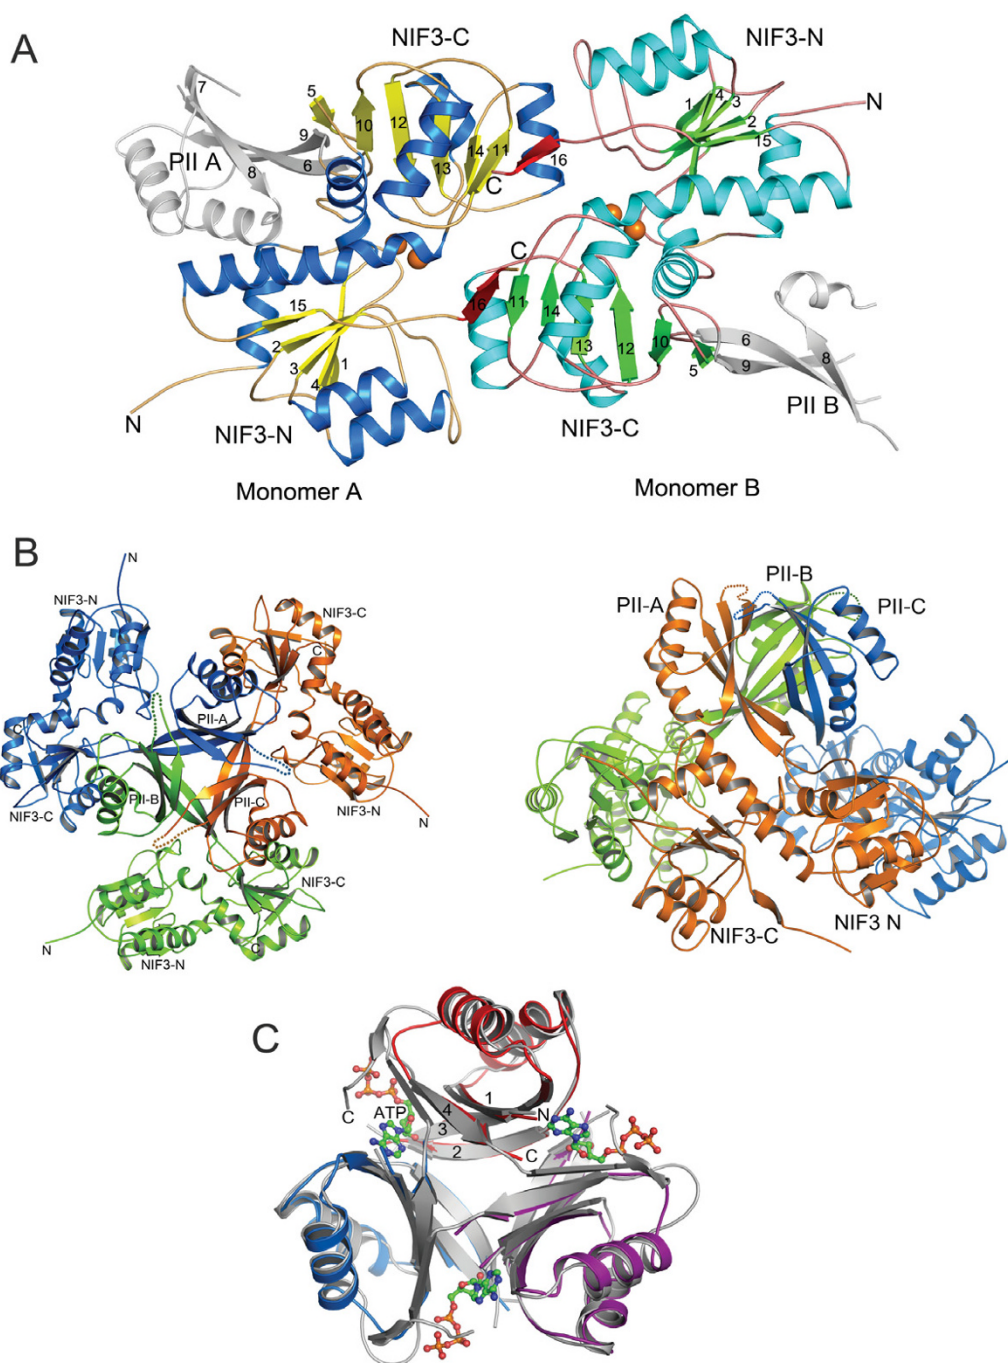 A
NIF3-C
NIF3-N
7
5
9
10
12
13
14
11
C
16
PII A
8
6
1
4
3
2
15
N
15
2
3
4
1
N
NIF3-N
C
16
11
14
13
12
10
5
6
9
8
PII B
NIF3-C
Monomer A
Monomer B
B
N
NIF3-N
NIF3-C
C
PII-A
C
PII-B
PII-C
NIF3-C
NIF3-N
N
NIF3-C
N
NIF3-N
C
PII-A
PII-B
PII-C
NIF3-C
NIF3 N
C
C
ATP
1
4
3
2
N
C